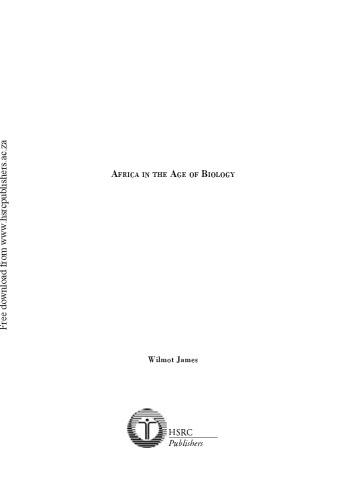 Free download from www.hsrcpublishers.ac.za
AFRICA IN THE AGE OF BIOLOGY
Wilmot James
HSRC
Publishers